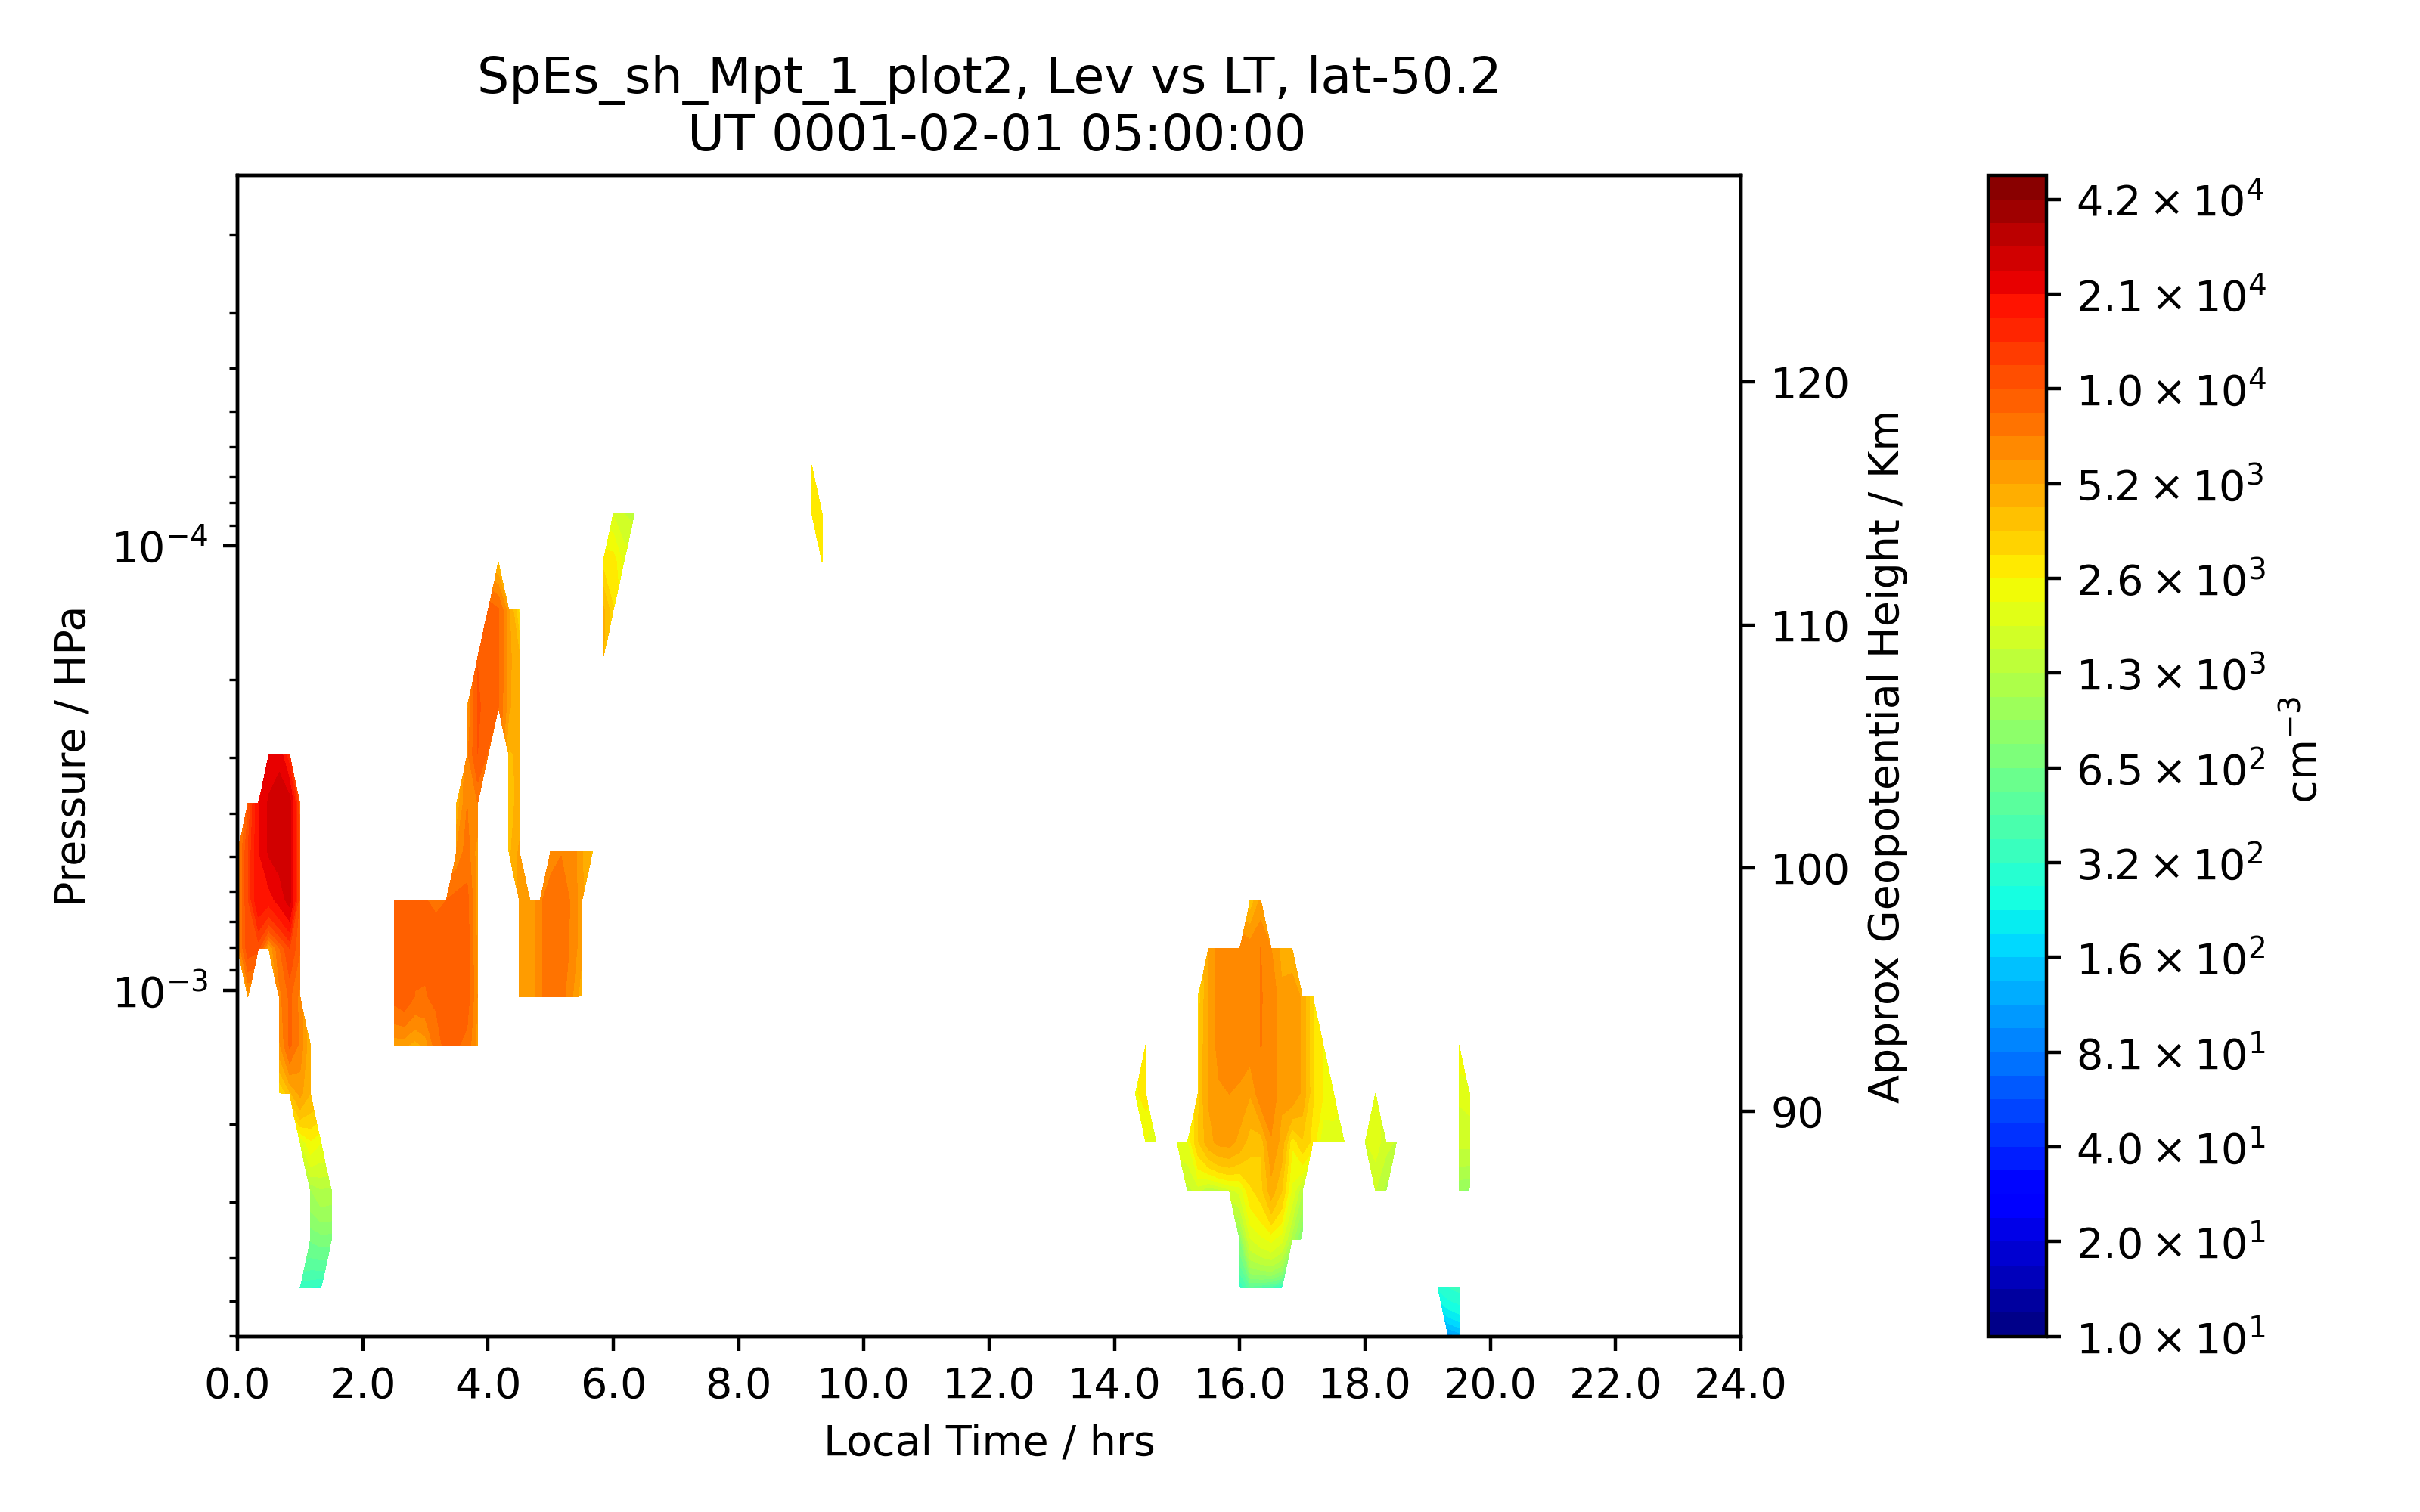 SpEs_sh_Mpt_1_plot2, Lev vs LT, lat-50.2
UT 0001-02-01 05:00:00
Pressure / HPa
10⁻⁴
10⁻³
0.0 2.0 4.0 6.0 8.0 10.0 12.0 14.0 16.0 18.0 20.0 22.0 24.0
Local Time / hrs
120
110
100
90
Approx Geopotential Height / Km
4.2 × 10⁴
2.1 × 10⁴
1.0 × 10⁴
5.2 × 10³
2.6 × 10³
1.3 × 10³
6.5 × 10²
3.2 × 10²
1.6 × 10²
8.1 × 10¹
4.0 × 10¹
2.0 × 10¹
1.0 × 10¹
cm⁻³